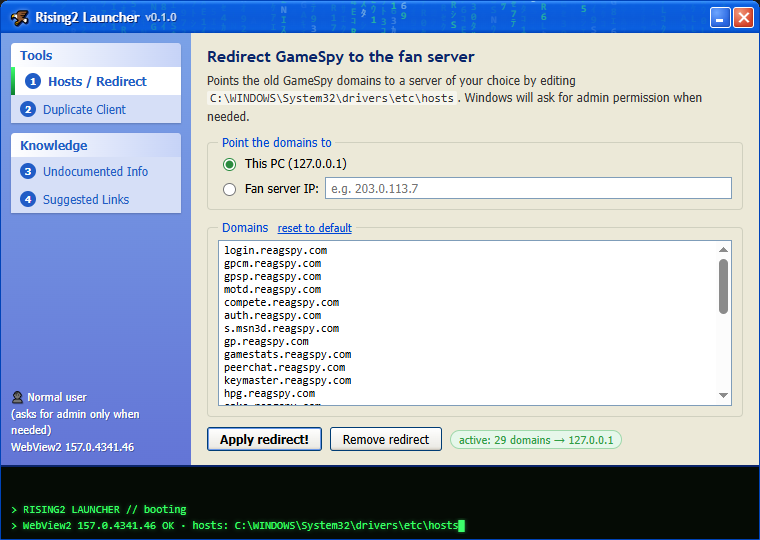 Rising2 Launcher v0.1.0
Tools
1 Hosts / Redirect
2 Duplicate Client
Knowledge
3 Undocumented Info
4 Suggested Links
Normal user
(asks for admin only when
needed)
WebView2 157.0.4341.46
Redirect GameSpy to the fan server
Points the old GameSpy domains to a server of your choice by editing
C:\WINDOWS\System32\drivers\etc\hosts. Windows will ask for admin permission when
needed.
Point the domains to
This PC (127.0.0.1)
Fan server IP: e.g. 203.0.113.7
Domains reset to default
login.reagspy.com
gpcm.reagspy.com
gpsp.reagspy.com
motd.reagspy.com
compete.reagspy.com
auth.reagspy.com
s.msn3d.reagspy.com
gp.reagspy.com
gamestats.reagspy.com
peerchat.reagspy.com
keymaster.reagspy.com
hpg.reagspy.com
Apply redirect!
Remove redirect
active: 29 domains → 127.0.0.1
> RISING2 LAUNCHER // booting
> WebView2 157.0.4341.46 OK · hosts: C:\WINDOWS\System32\drivers\etc\hosts